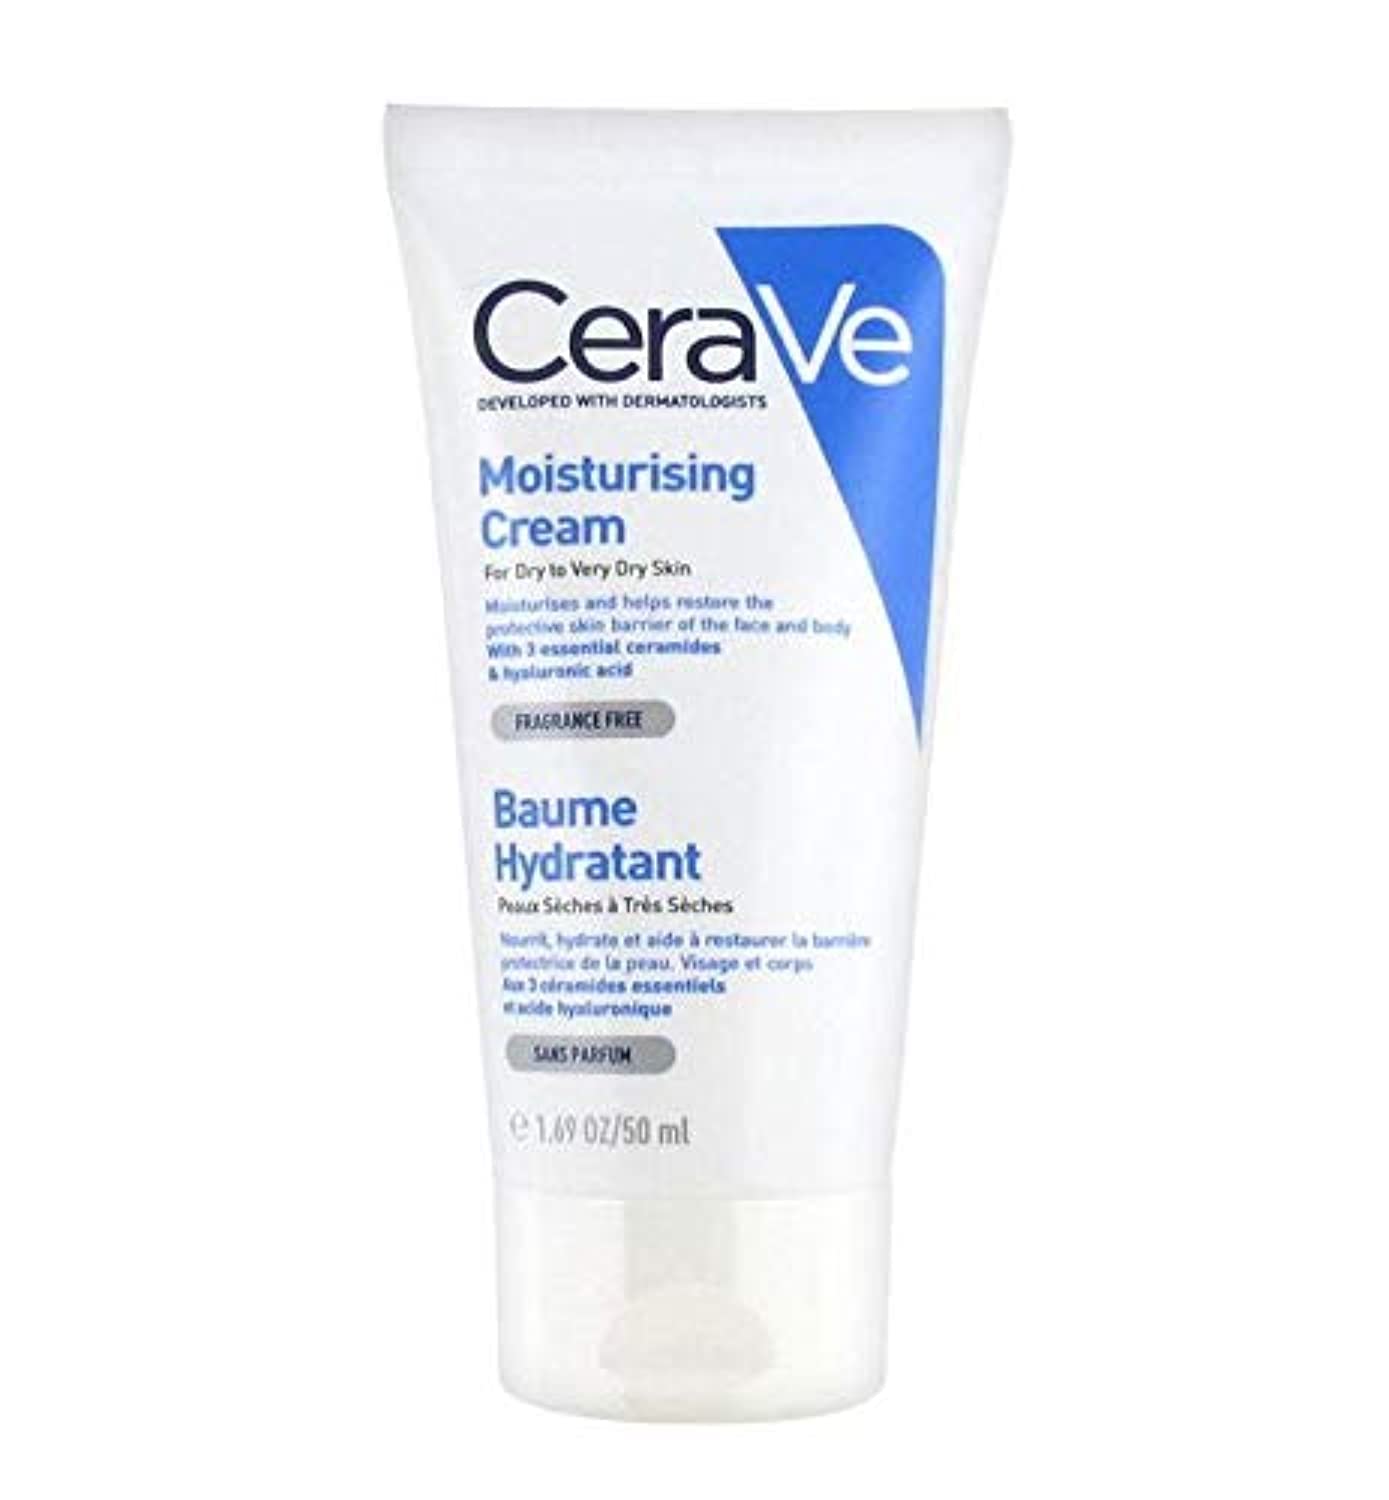 CeraVe
DEVELOPED WITH DERMATOLOGISTS
Moisturising
Cream
For Dry to Very Dry Skin
Moisturises and helps restore the
protective skin barrier of the face and body
With 3 essential ceramides
& hyaluronic acid
FRAGRANCE FREE
Baume
Hydratant
Peaux Sèches à Très Sèches
Nourrit, hydrate et aide à restaurer la barrière
protectrice de la peau. Visage et corps
Aux 3 céramides essentiels
et acide hyaluronique
SANS PARFUM
℮ 1.69 OZ/50 ml